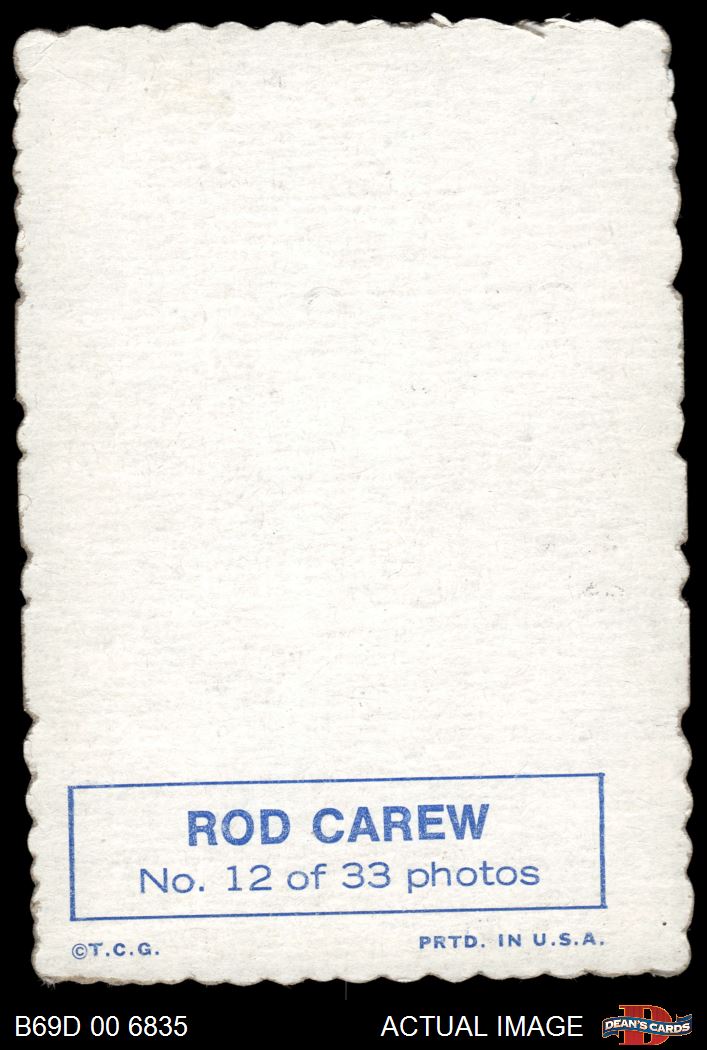 ROD CAREW
No. 12 of 33 photos
©T.C.G.
PRTD. IN U.S.A.
B69D 00 6835
ACTUAL IMAGE
DEAN'S CARDS